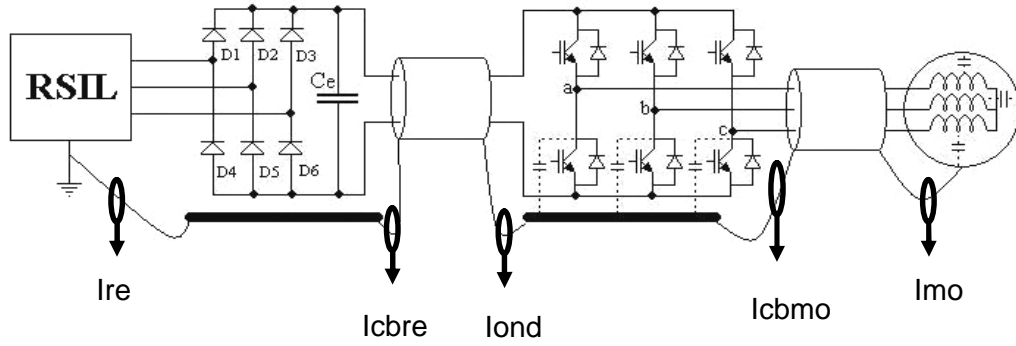 RSIL
D1
D2
D3
Ce
D4
D5
D6
a
b
c
Ire
Icbre
Iond
Icbmo
Imo